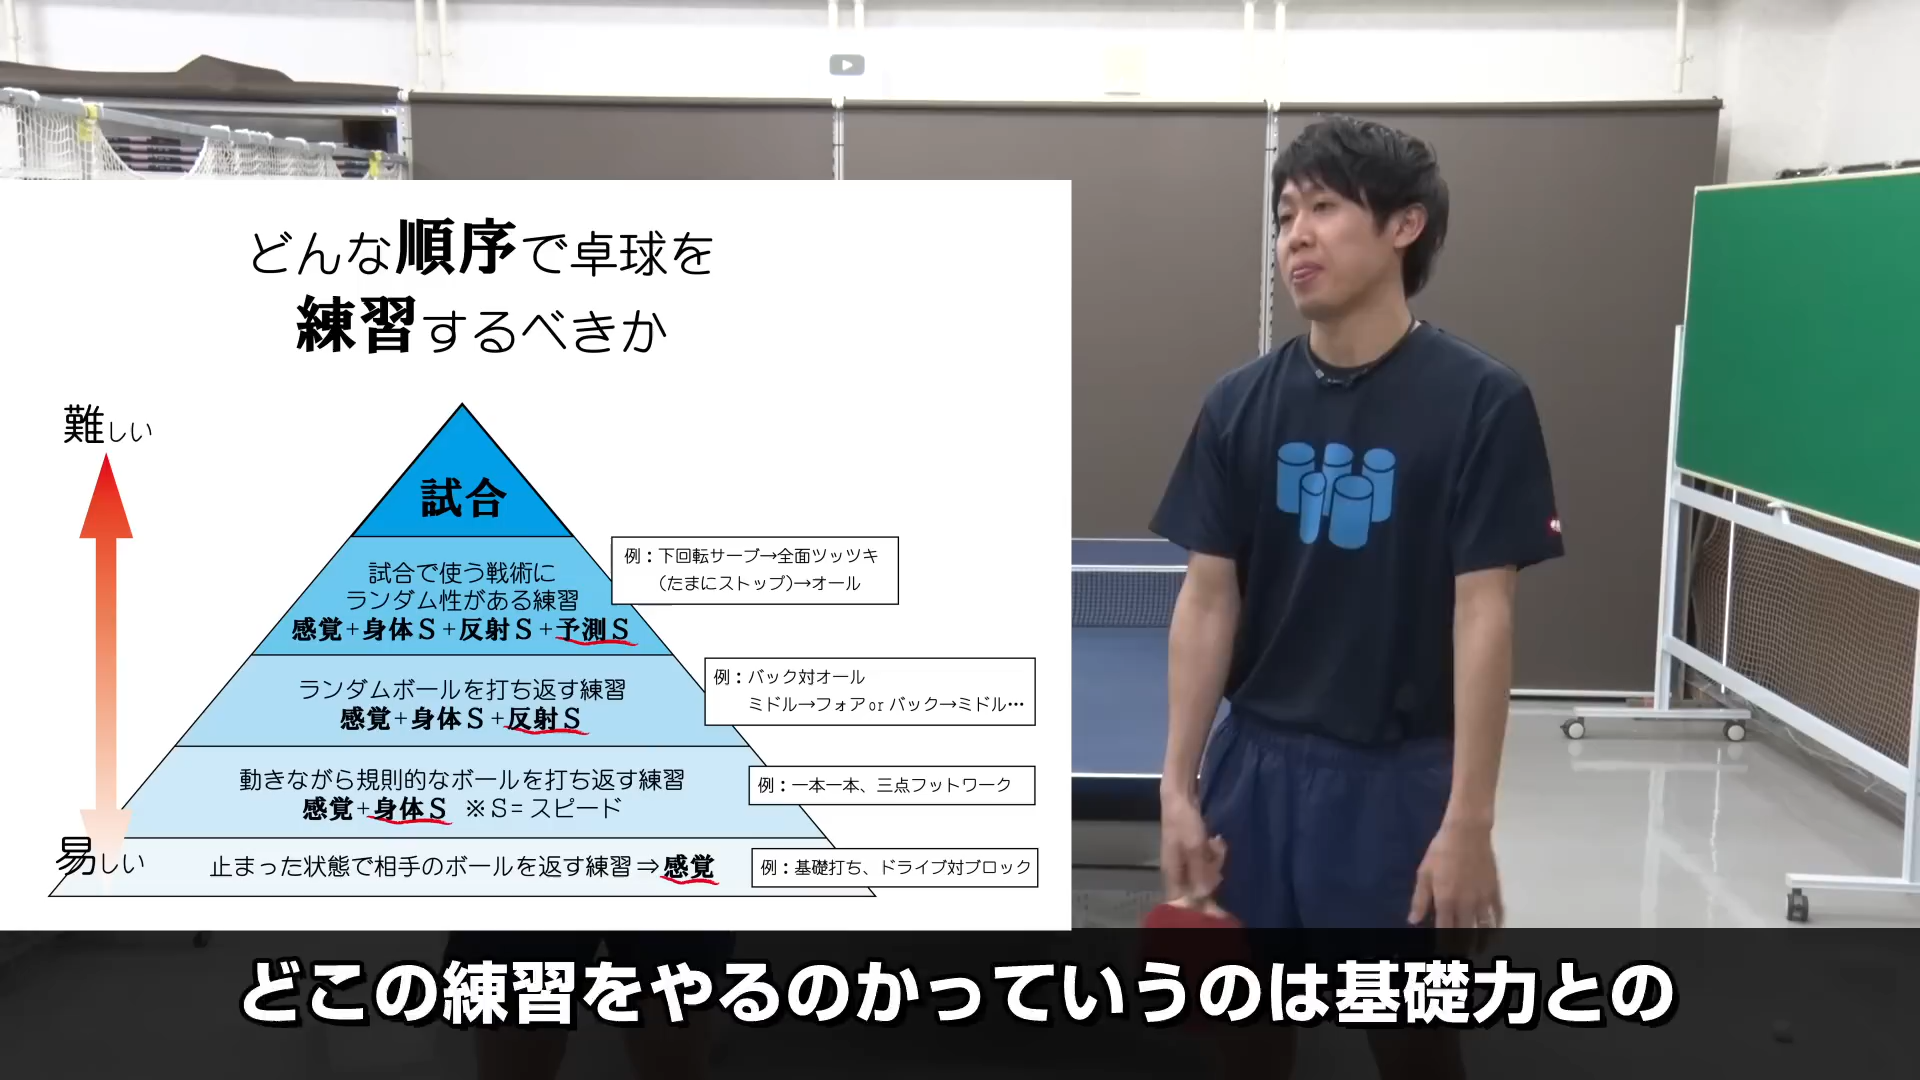 どんな順序で卓球を
練習するべきか
難しい
試合
試合で使う戦術に
ランダム性がある練習
感覚+身体S+反射S+予測S
例：下回転サーブ→全面ツッツキ
(たまにストップ)→オール
ランダムボールを打ち返す練習
感覚+身体S+反射S
例：バック対オール
ミドル→フォアorバック→ミドル…
動きながら規則的なボールを打ち返す練習
感覚+身体S ※S=スピード
例：一本一本、三点フットワーク
易しい
止まった状態で相手のボールを返す練習⇒感覚
例：基礎打ち、ドライブ対ブロック
どこの練習をやるのかっていうのは基礎力との